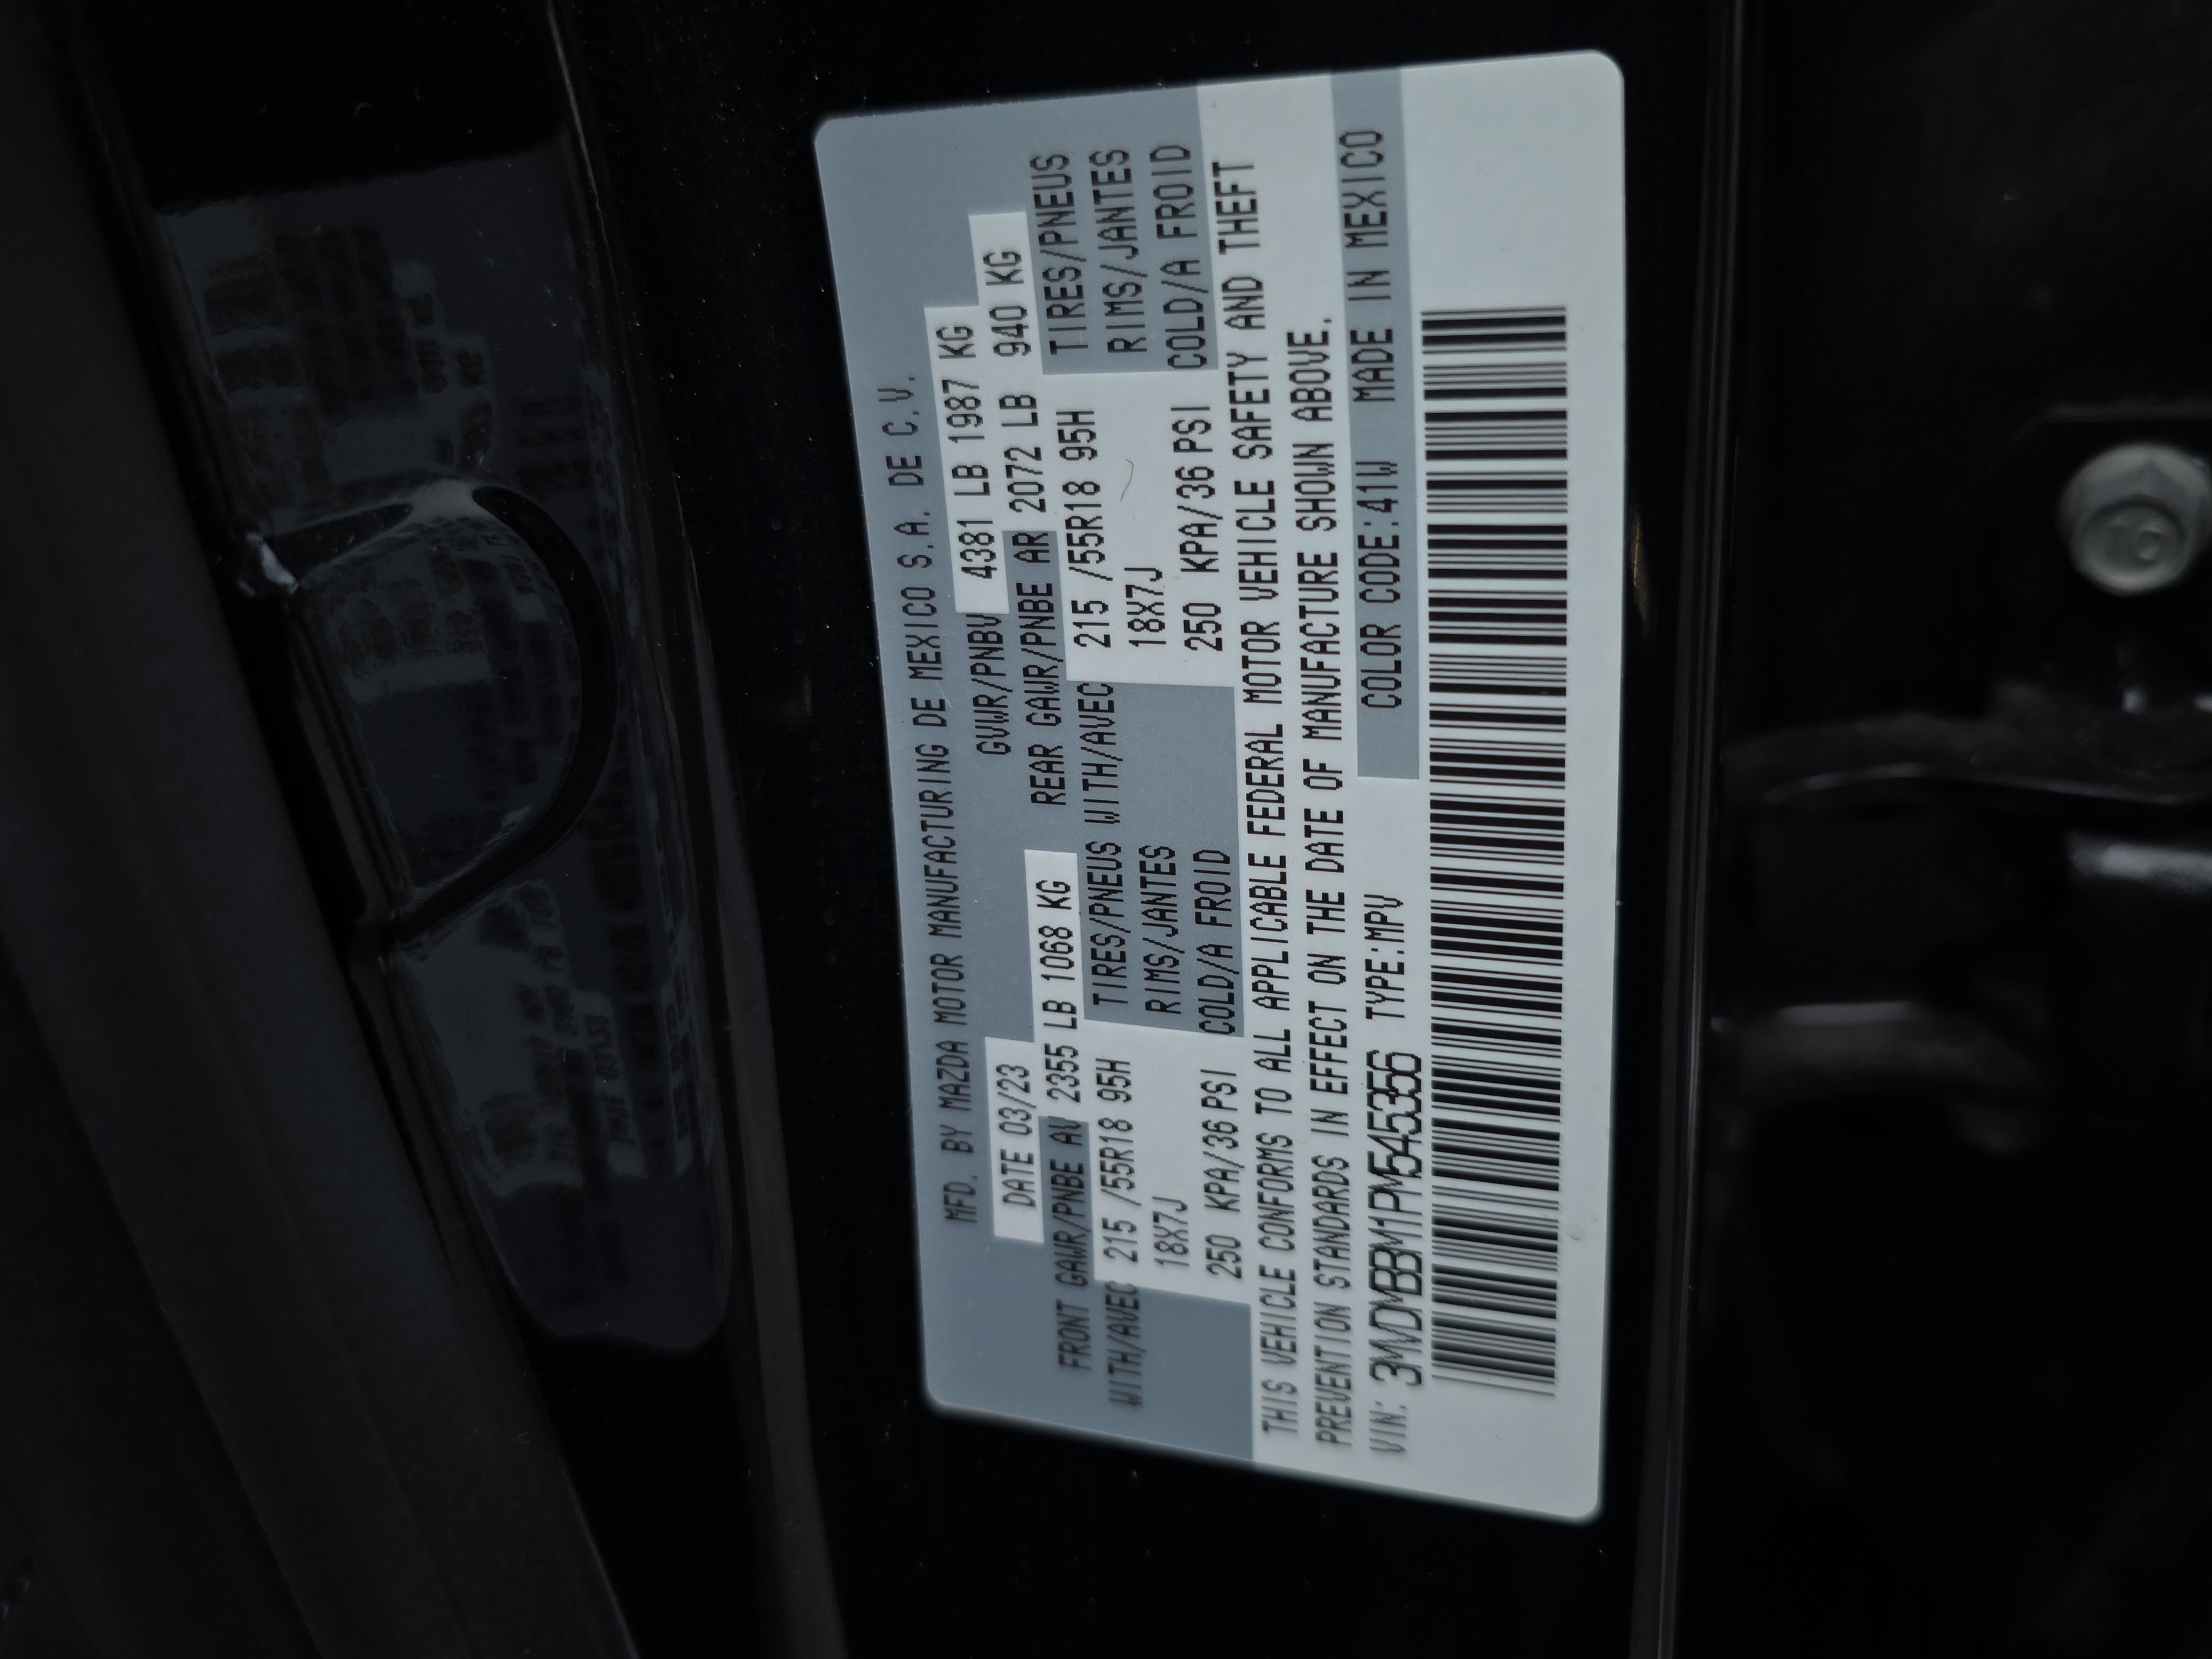 MFD. BY MAZDA MOTOR MANUFACTURING DE MEXICO S.A. DE C.V.
DATE 03/23 GVWR/PNBV 4381 LB 1987 KG
FRONT GAWR/PNBE AV 2355 LB 1068 KG REAR GAWR/PNBE AR 2072 LB 940 KG
WITH/AVEC 215 /55R18 95H TIRES/PNEUS WITH/AVEC 215 /55R18 95H TIRES/PNEUS
18X7J RIMS/JANTES 18X7J RIMS/JANTES
250 KPA/36 PSI COLD/A FROID 250 KPA/36 PSI COLD/A FROID
THIS VEHICLE CONFORMS TO ALL APPLICABLE FEDERAL MOTOR VEHICLE SAFETY AND THEFT
PREVENTION STANDARDS IN EFFECT ON THE DATE OF MANUFACTURE SHOWN ABOVE.
VIN: 3MVDMBBM1PM545356 TYPE:MPV COLOR CODE:41W MADE IN MEXICO